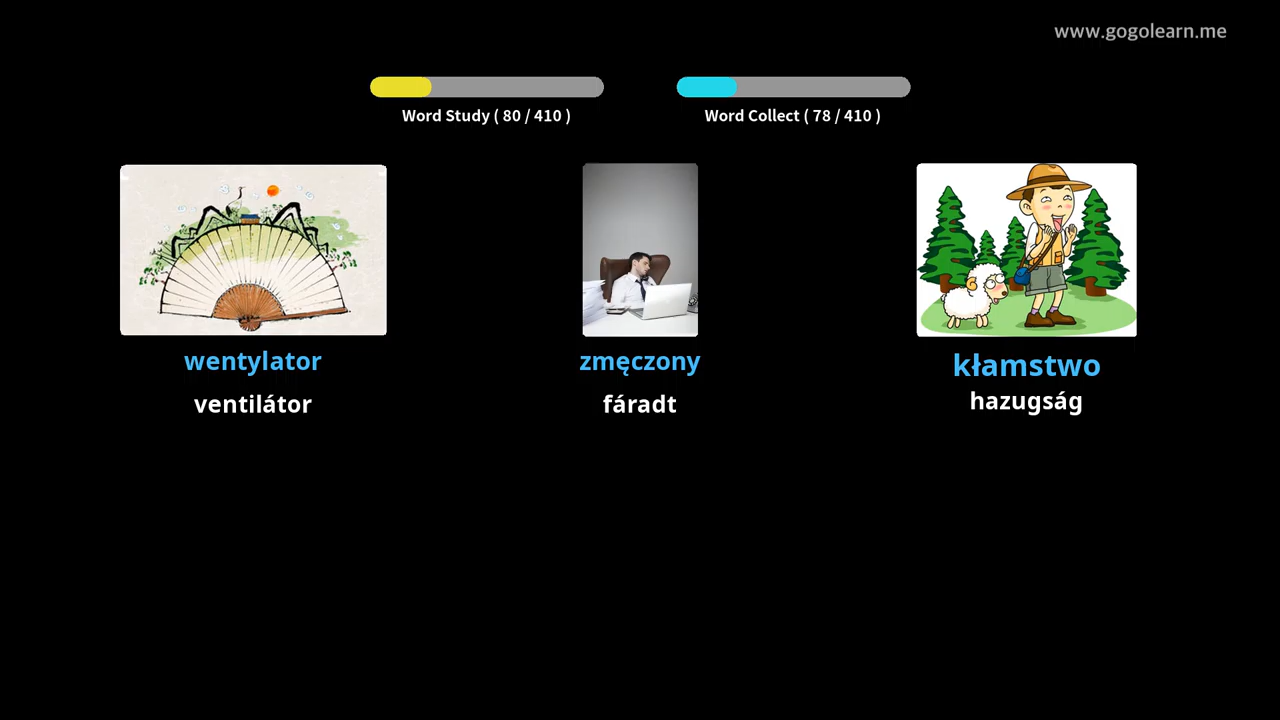 www.gogolearn.me
Word Study ( 80 / 410 )
Word Collect ( 78 / 410 )
wentylator
ventilátor
zmęczony
fáradt
kłamstwo
hazugság